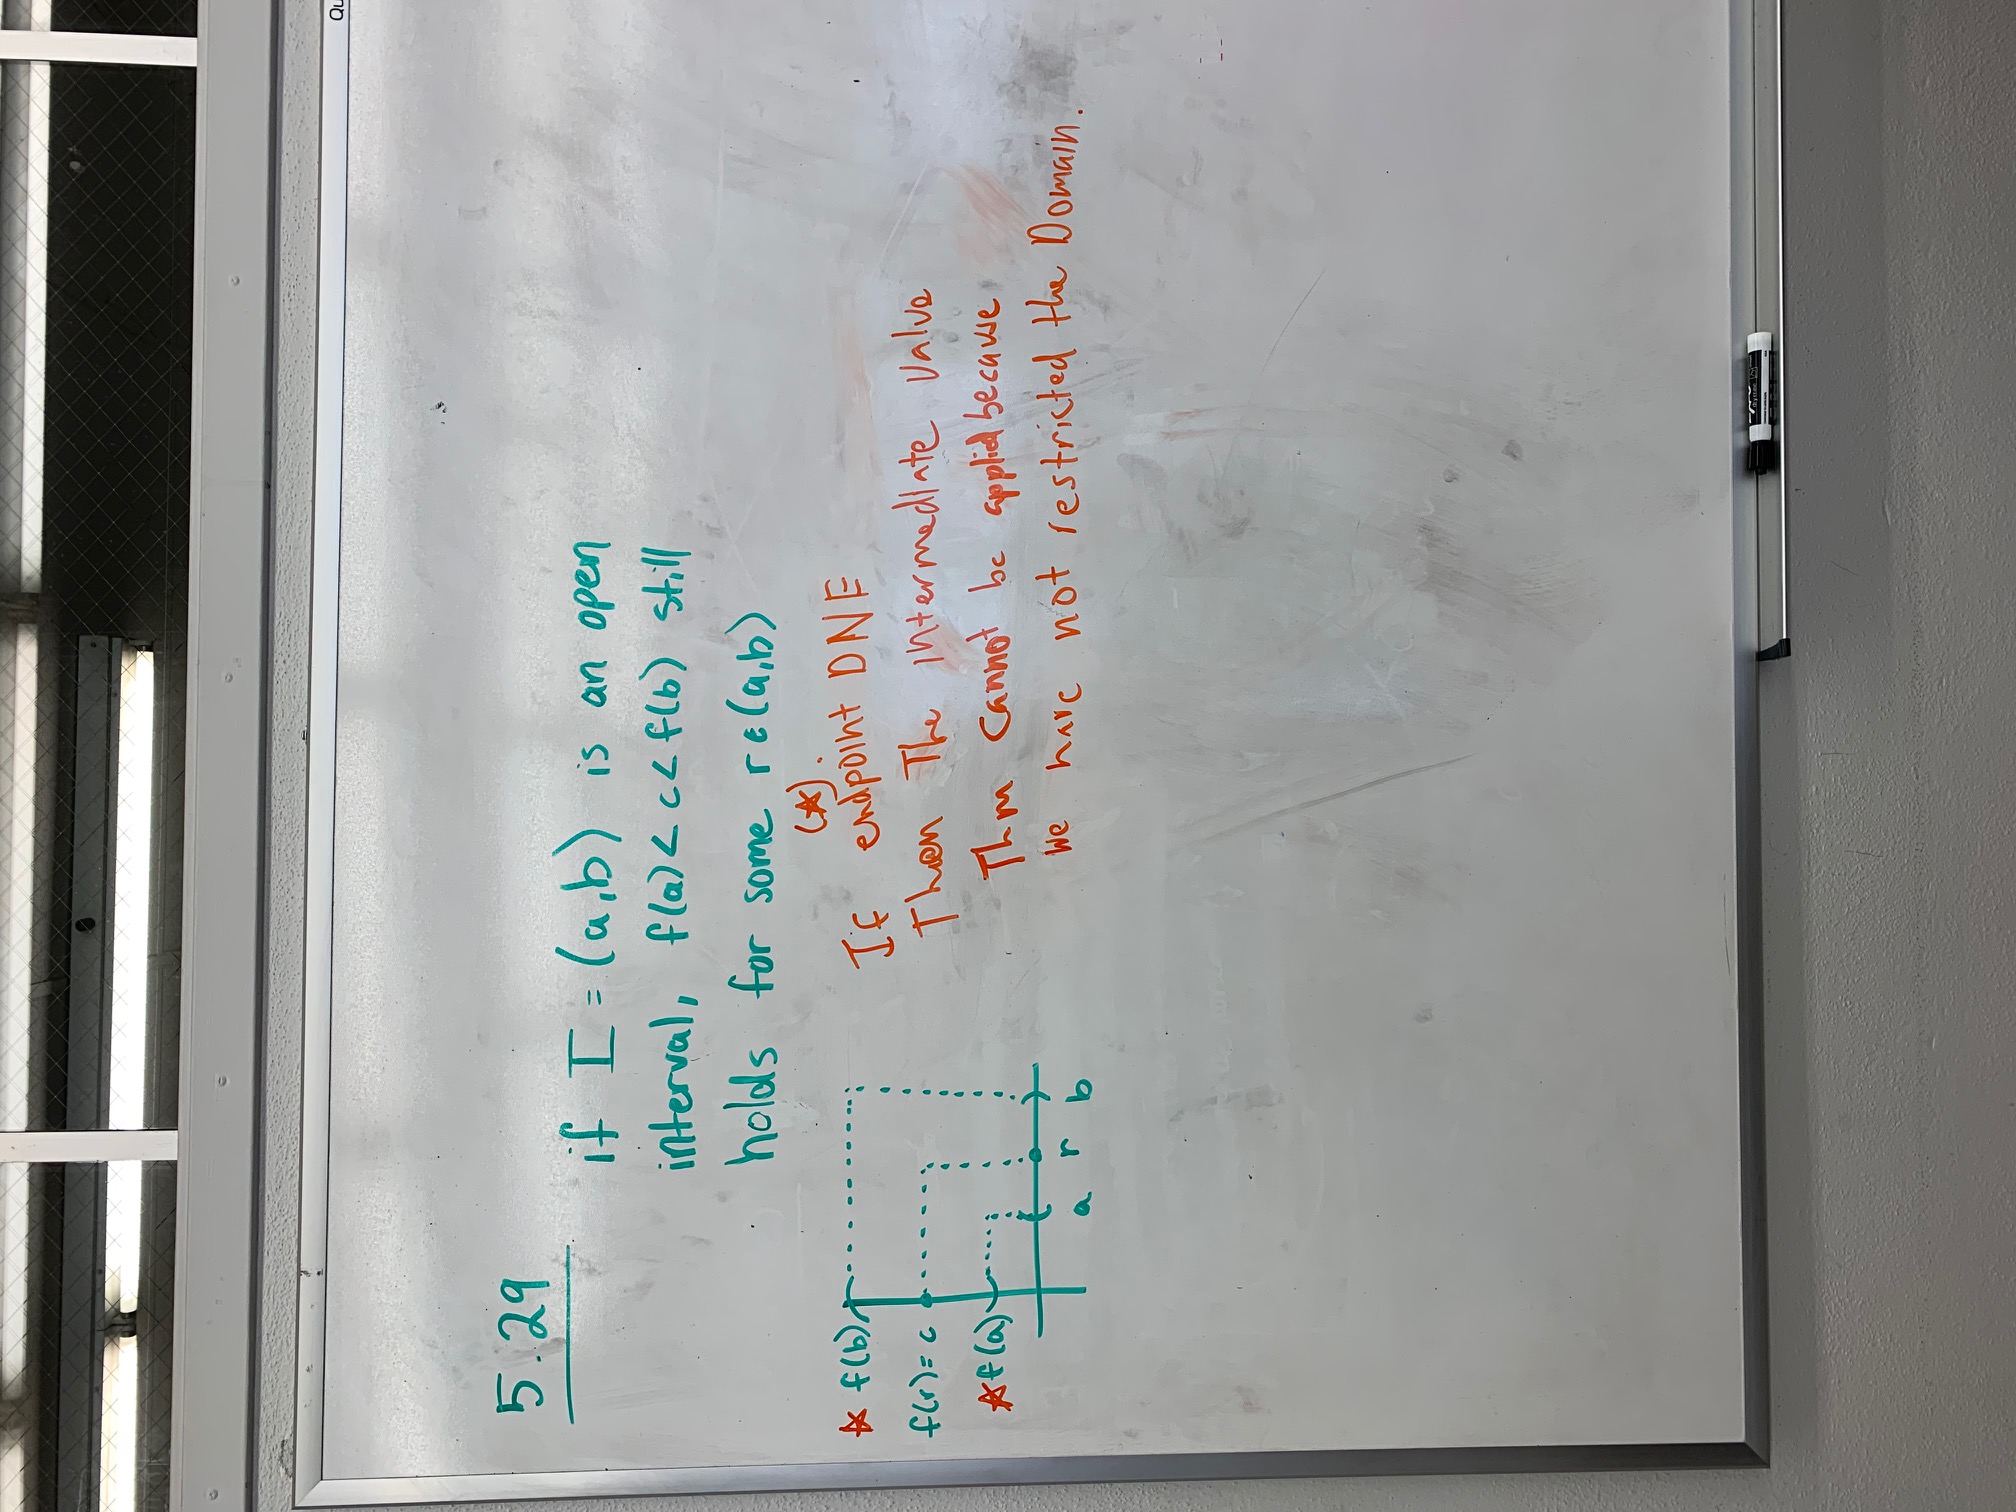 Qu
5.29
if I = (a,b) is an open
interval, f(a) < c < f(b) still
holds for some r ∈ (a,b)
(☆).
If endpoint DNE
Then The intermediate value
Thm cannot be applied because
we have not restricted the Domain.
☆ f(b)
f(r) = c
☆ f(a)
a r b